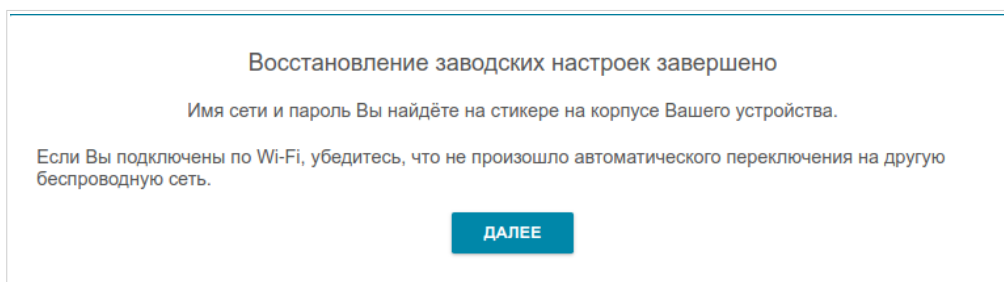 Восстановление заводских настроек завершено
Имя сети и пароль Вы найдёте на стикере на корпусе Вашего устройства.
Если Вы подключены по Wi-Fi, убедитесь, что не произошло автоматического переключения на другую
беспроводную сеть.
ДАЛЕЕ